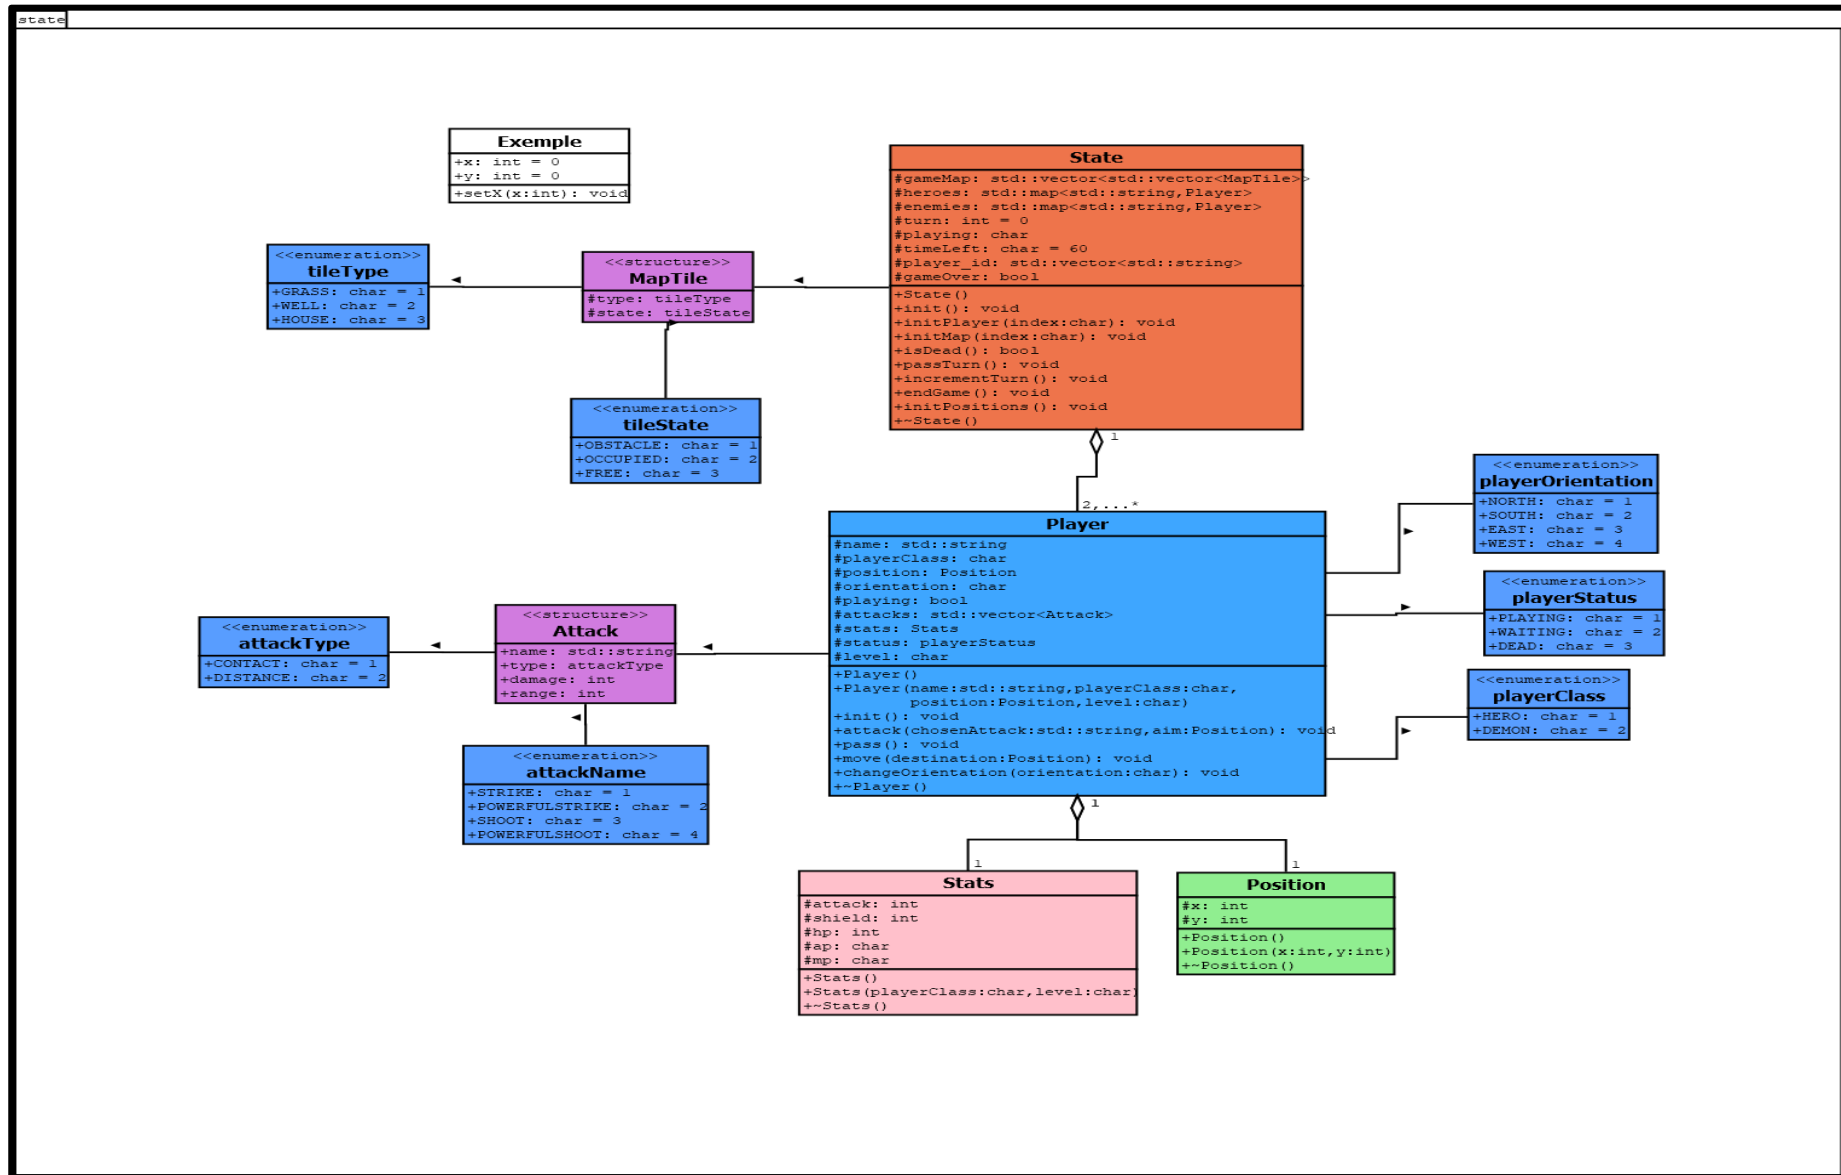 state
Exemple
+x: int = 0
+y: int = 0
+setX(x:int): void
State
#gameMap: std::vector<std::vector<MapTile>>
#heroes: std::map<std::string,Player>
#enemies: std::map<std::string,Player>
#turn: int = 0
#playing: char
#timeLeft: char = 60
#player_id: std::vector<std::string>
#gameOver: bool
+State()
+init(): void
+initPlayer(index:char): void
+initMap(index:char): void
+isDead(): bool
+passTurn(): void
+incrementTurn(): void
+endGame(): void
+initPositions(): void
+~State()
<<enumeration>>
tileType
+GRASS: char = 1
+WELL: char = 2
+HOUSE: char = 3
<<structure>>
MapTile
#type: tileType
#state: tileState
<<enumeration>>
tileState
+OBSTACLE: char = 1
+OCCUPIED: char = 2
+FREE: char = 3
1
2,...*
Player
#name: std::string
#playerClass: char
#position: Position
#orientation: char
#playing: bool
#attacks: std:vector<Attack>
#stats: Stats
#status: playerStatus
#level: char
+Player()
+Player(name:std::string,playerClass:char,
position:Position,level:char)
+init(): void
+attack(chosenAttack:std::string,aim:Position): void
+pass(): void
+move(destination:Position): void
+changeOrientation(orientation:char): void
+~Player()
<<enumeration>>
playerOrientation
+NORTH: char = 1
+SOUTH: char = 2
+EAST: char = 3
+WEST: char = 4
<<enumeration>>
playerStatus
+PLAYING: char = 1
+WAITING: char = 2
+DEAD: char = 3
<<enumeration>>
playerClass
+HERO: char = 1
+DEMON: char = 2
<<enumeration>>
attackType
+CONTACT: char = 1
+DISTANCE: char = 2
<<structure>>
Attack
+name: std::string
+type: attackType
+damage: int
+range: int
<<enumeration>>
attackName
+STRIKE: char = 1
+POWERFULSTRIKE: char = 2
+SHOOT: char = 3
+POWERFULSHOOT: char = 4
1
1
1
Stats
#attack: int
#shield: int
#hp: int
#ap: char
#mp: char
+Stats()
+Stats(playerClass:char,level:char)
+~Stats()
Position
#x: int
#y: int
+Position()
+Position(x:int,y:int)
+~Position()